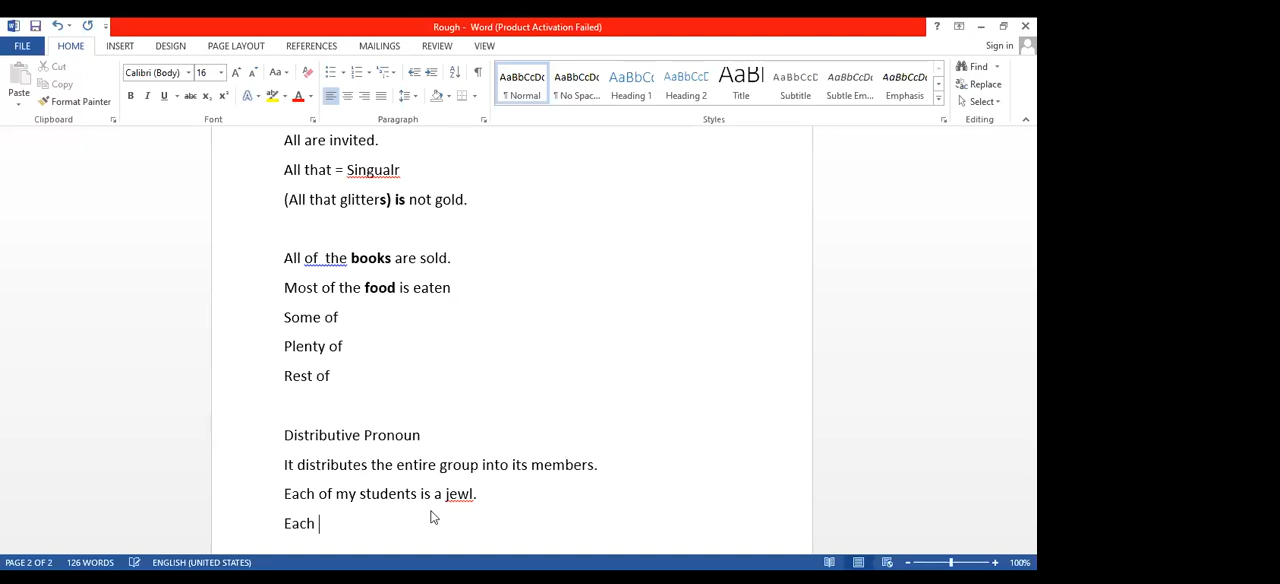 Rough - Word (Product Activation Failed)
FILE HOME INSERT DESIGN PAGE LAYOUT REFERENCES MAILINGS REVIEW VIEW Sign in
Paste Cut Copy Format Painter
Calibri (Body) 16
AaBbCcDc AaBbCcDc AaBbCc AaBbCcD AaBl AaBbCcD AaBbCcDc AaBbCcDc
¶ Normal ¶ No Spac... Heading 1 Heading 2 Title Subtitle Subtle Em... Emphasis
Find
Replace
Select
Clipboard Font Paragraph Styles Editing
All are invited.
All that = Singualr
(All that glitters) is not gold.
All of  the books are sold.
Most of the food is eaten
Some of
Plenty of
Rest of
Distributive Pronoun
It distributes the entire group into its members.
Each of my students is a jewl.
Each
PAGE 2 OF 2 126 WORDS ENGLISH (UNITED STATES) 100%